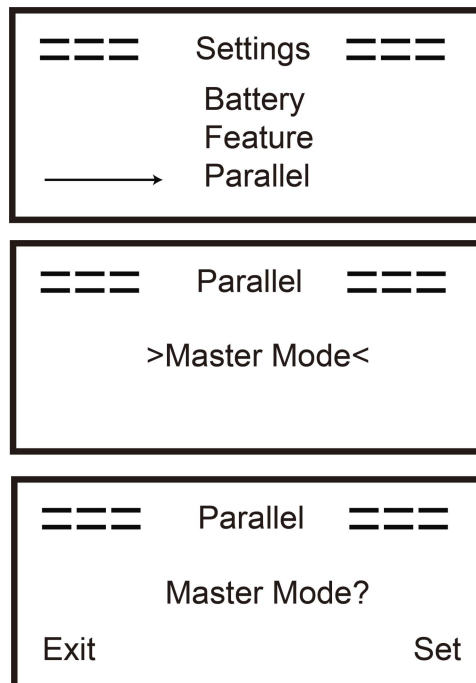 === Settings ===
Battery
Feature
Parallel
=== Parallel ===
>Master Mode<
=== Parallel ===
Master Mode?
Exit Set